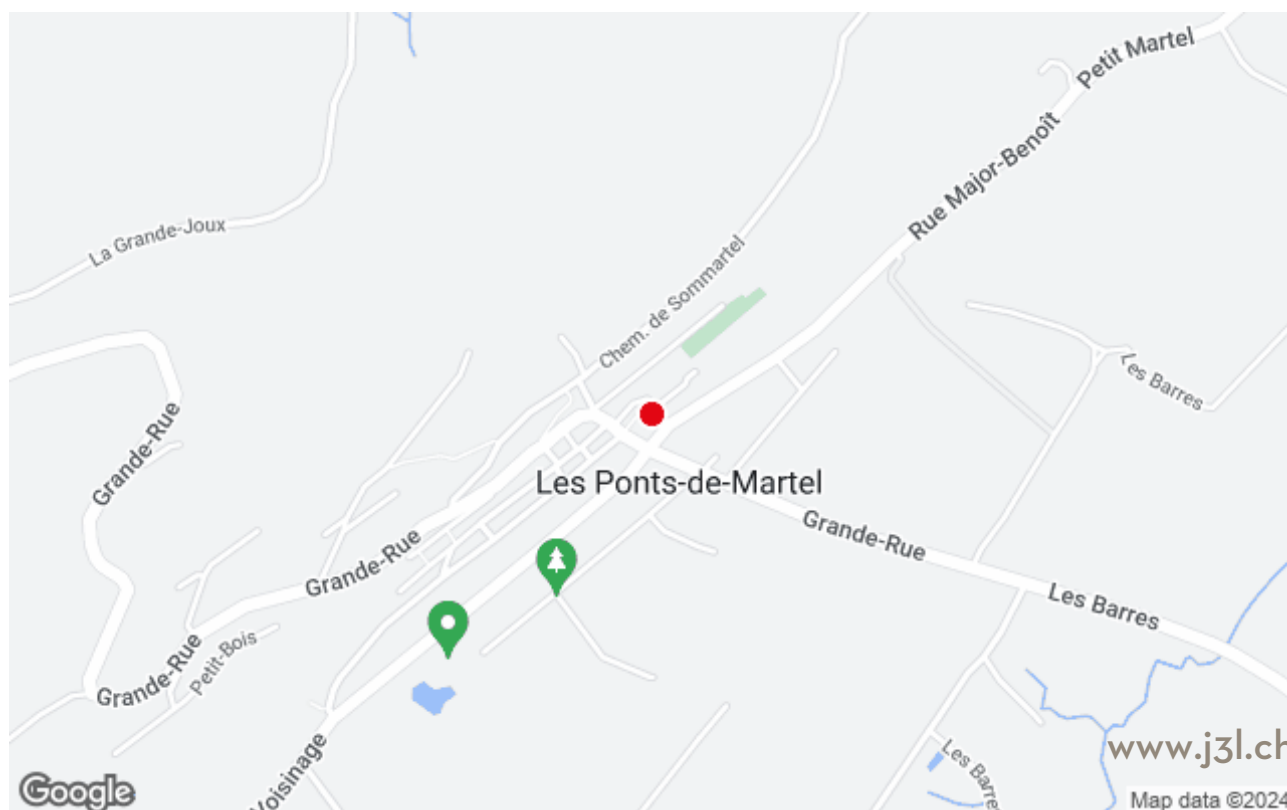 Petit Martel
Rue Major-Benoît
La Grande-Joux
Chem. de Sommartel
Les Barres
Grande-Rue
Les Ponts-de-Martel
Grande-Rue
Grande-Rue
Les Barres
Petit-Bois
Grande-Rue
Voisinage
Les Barres
www.j3l.ch
Google
Map data ©2024